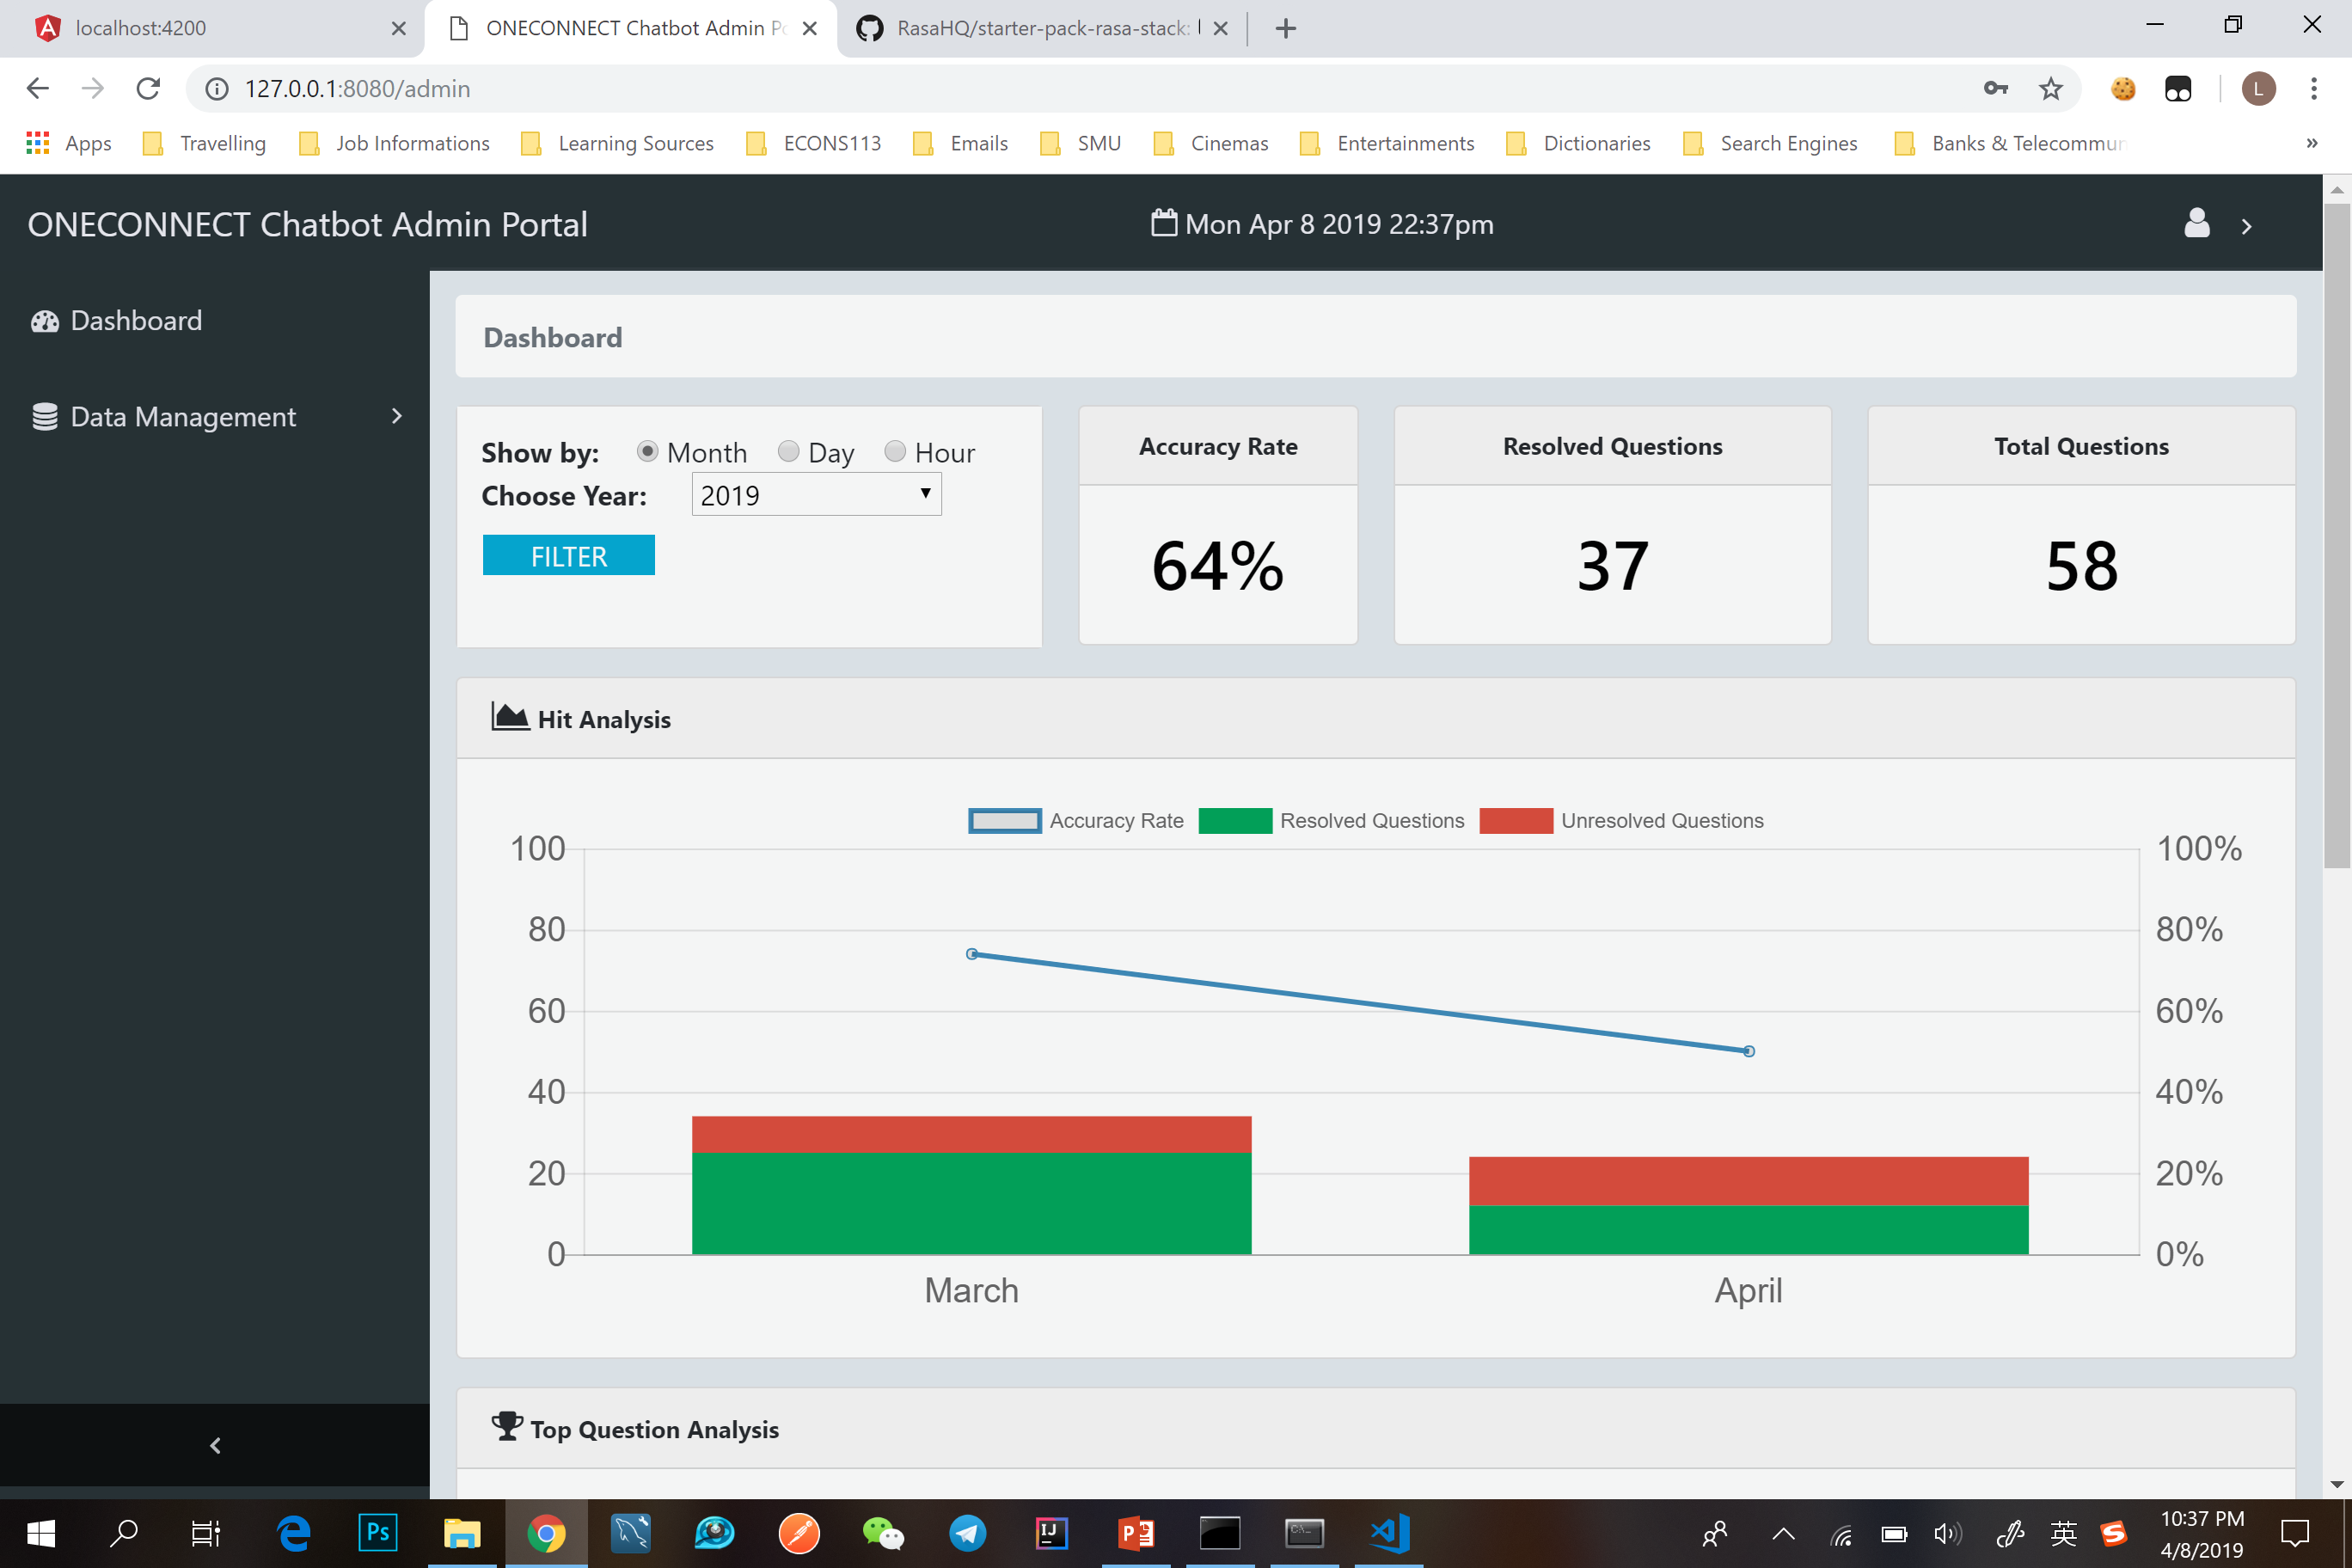 localhost:4200
ONECONNECT Chatbot Admin
RasaHQ/starter-pack-rasa-stack:
127.0.0.1:8080/admin
L
Apps Travelling Job Informations Learning Sources ECONS113 Emails SMU Cinemas Entertainments Dictionaries Search Engines Banks &
ONECONNECT Chatbot Admin Portal
Mon Apr 8 2019 22:37pm
Dashboard
Data Management
Dashboard
Show by: Month Day Hour
Choose Year: 2019
FILTER
Accuracy Rate
64%
Resolved Questions
37
Total Questions
58
Hit Analysis
Accuracy Rate Resolved Questions Unresolved Questions
100 100%
80 80%
60 60%
40 40%
20 20%
0 0%
March April
Top Question Analysis
Ps
IJ
P
C:\
英
S
10:37 PM
4/8/2019